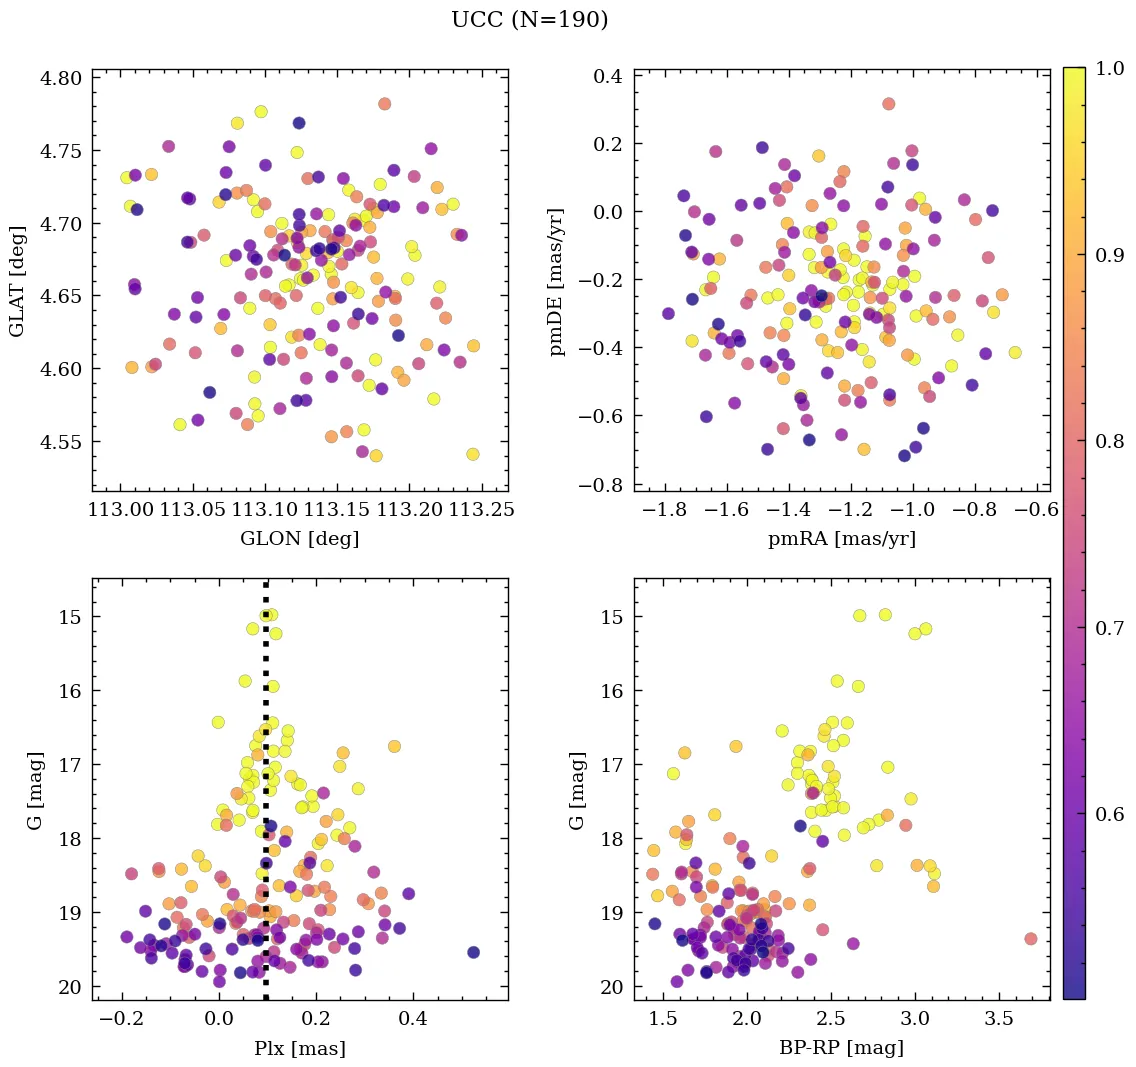 UCC (N=190)
4.80
4.75
4.70
4.65
4.60
4.55
GLAT [deg]
113.00 113.05 113.10 113.15 113.20 113.25
GLON [deg]
0.4
0.2
0.0
−0.2
−0.4
−0.6
−0.8
pmDE [mas/yr]
−1.8 −1.6 −1.4 −1.2 −1.0 −0.8 −0.6
pmRA [mas/yr]
1.0
0.9
0.8
0.7
0.6
15
16
17
18
19
20
G [mag]
−0.2 0.0 0.2 0.4
Plx [mas]
15
16
17
18
19
20
G [mag]
1.5 2.0 2.5 3.0 3.5
BP-RP [mag]